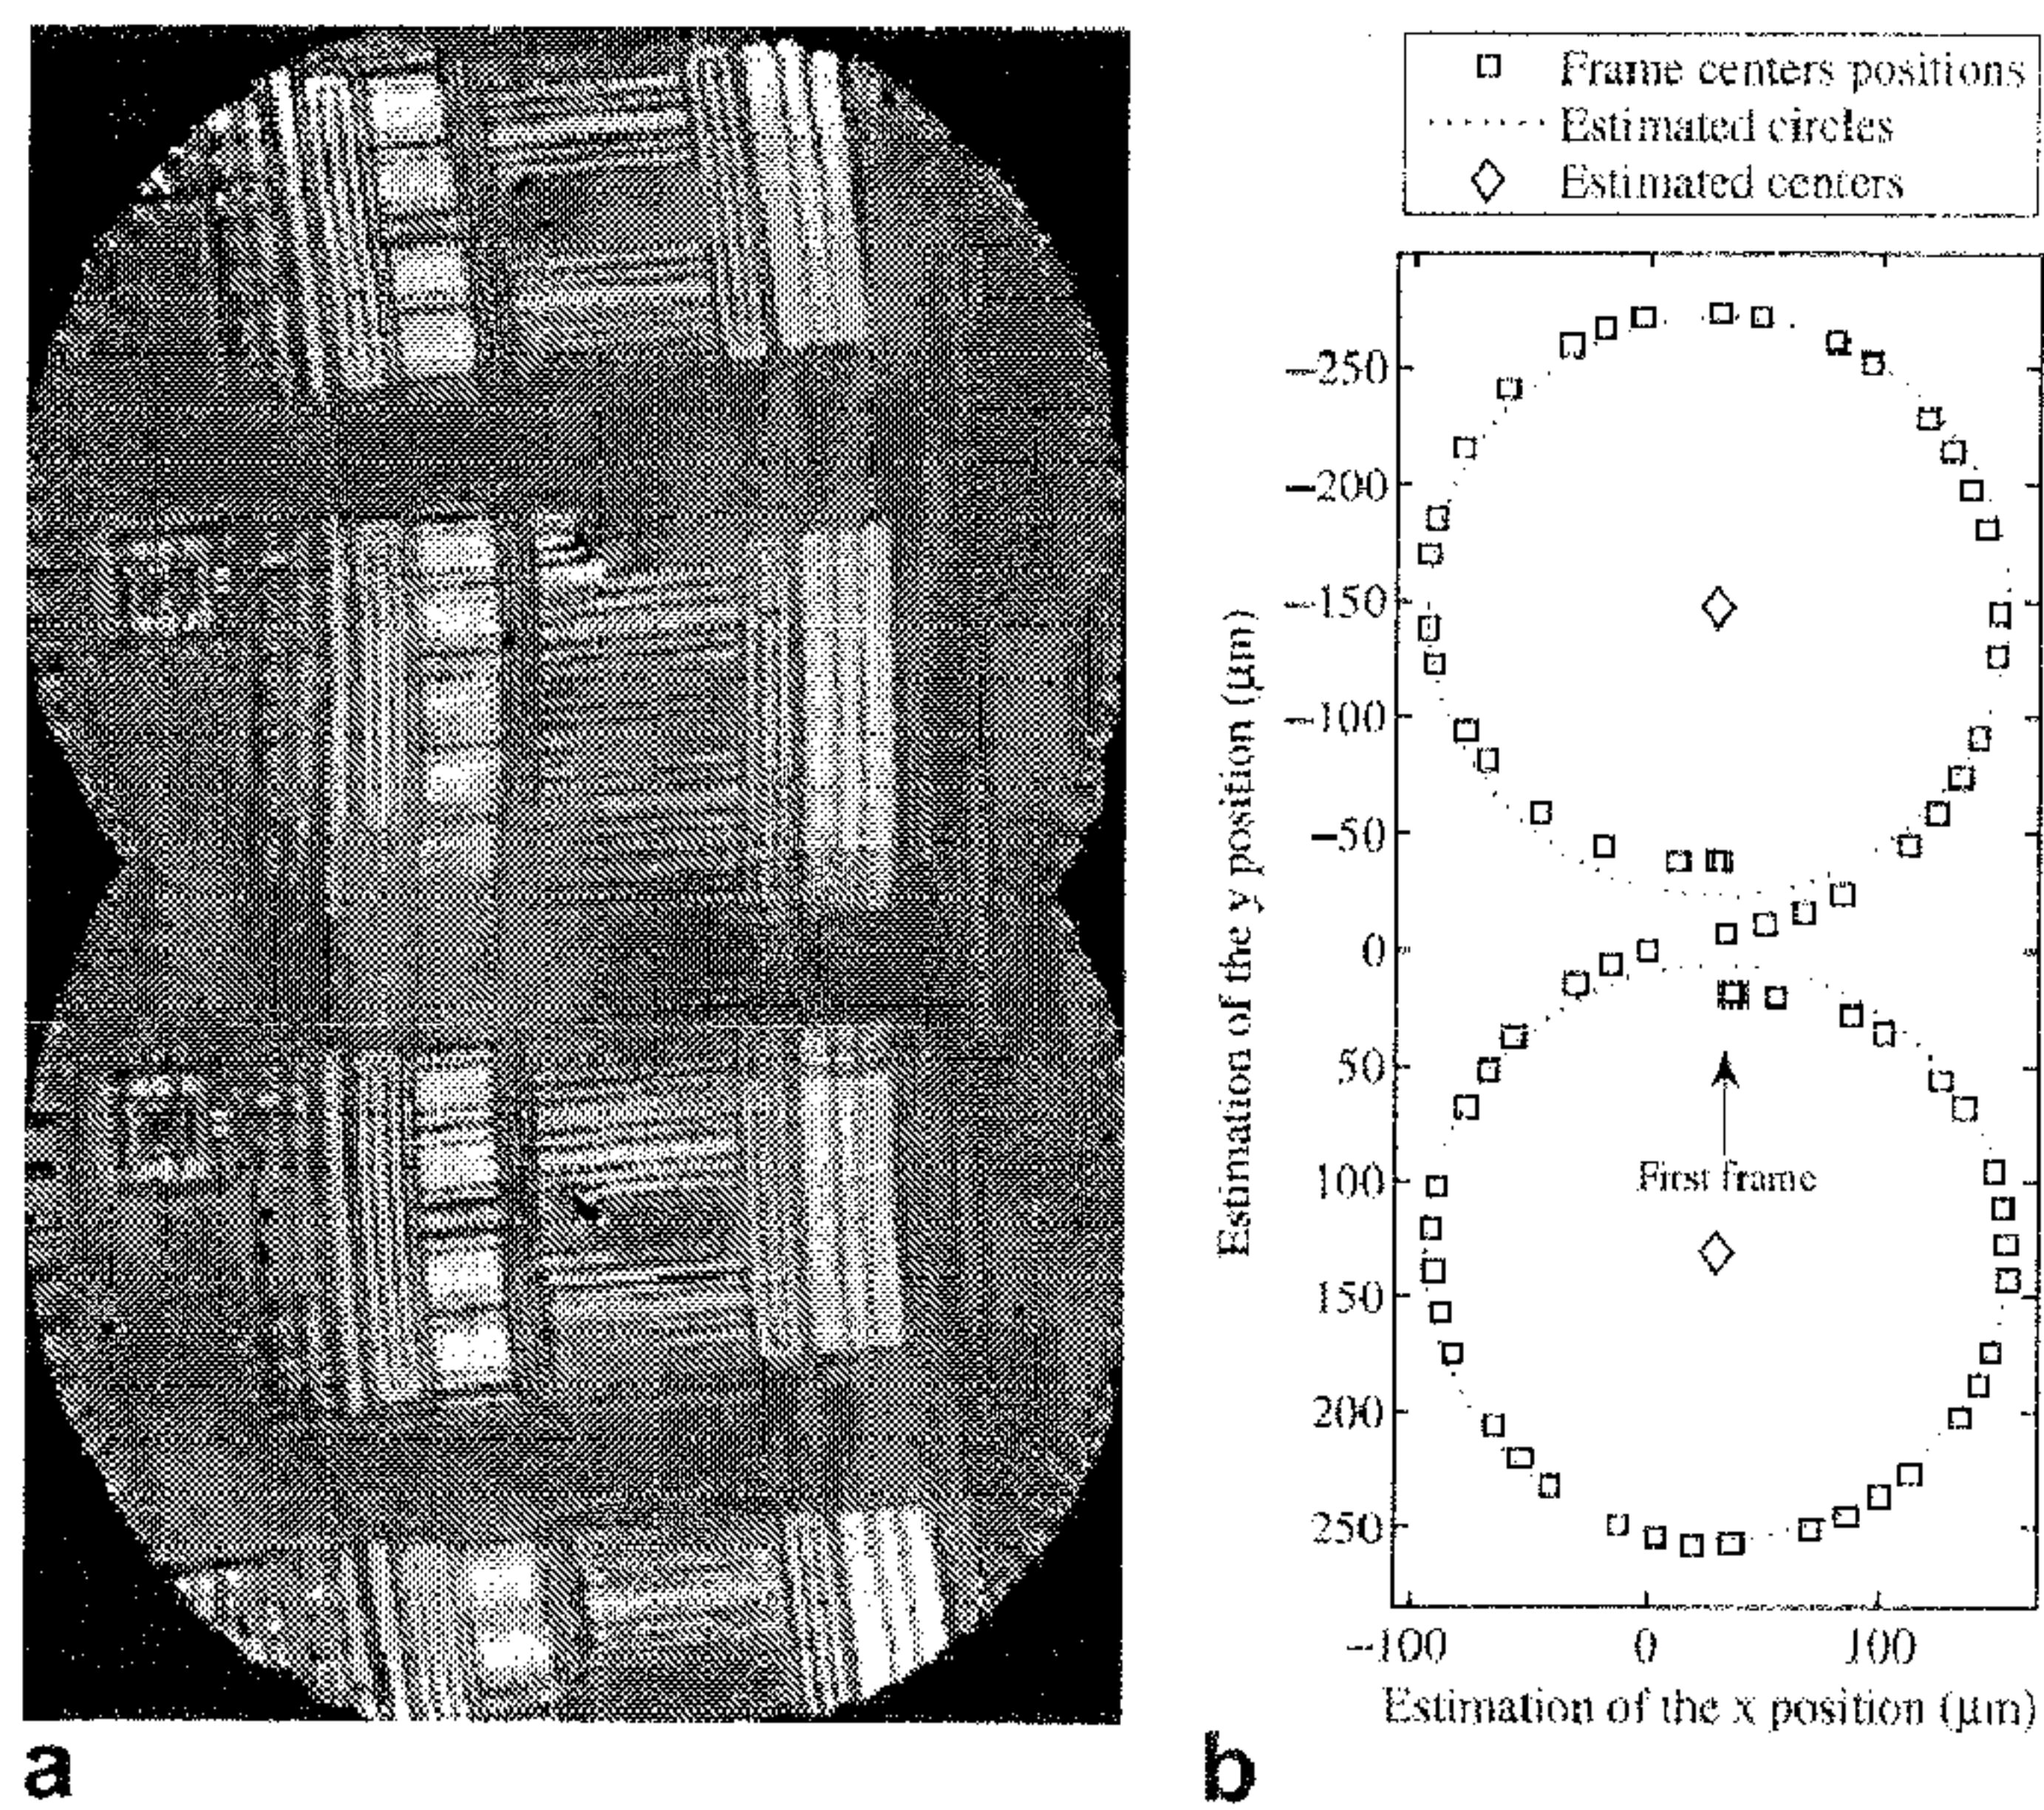 Frame centers positions
Estimated circles
Estimated centers
−250
−200
−150
−100
−50
0
50
100
150
200
250
Estimation of the y position (µm)
First frame
−100 0 100
Estimation of the x position (µm)
a b